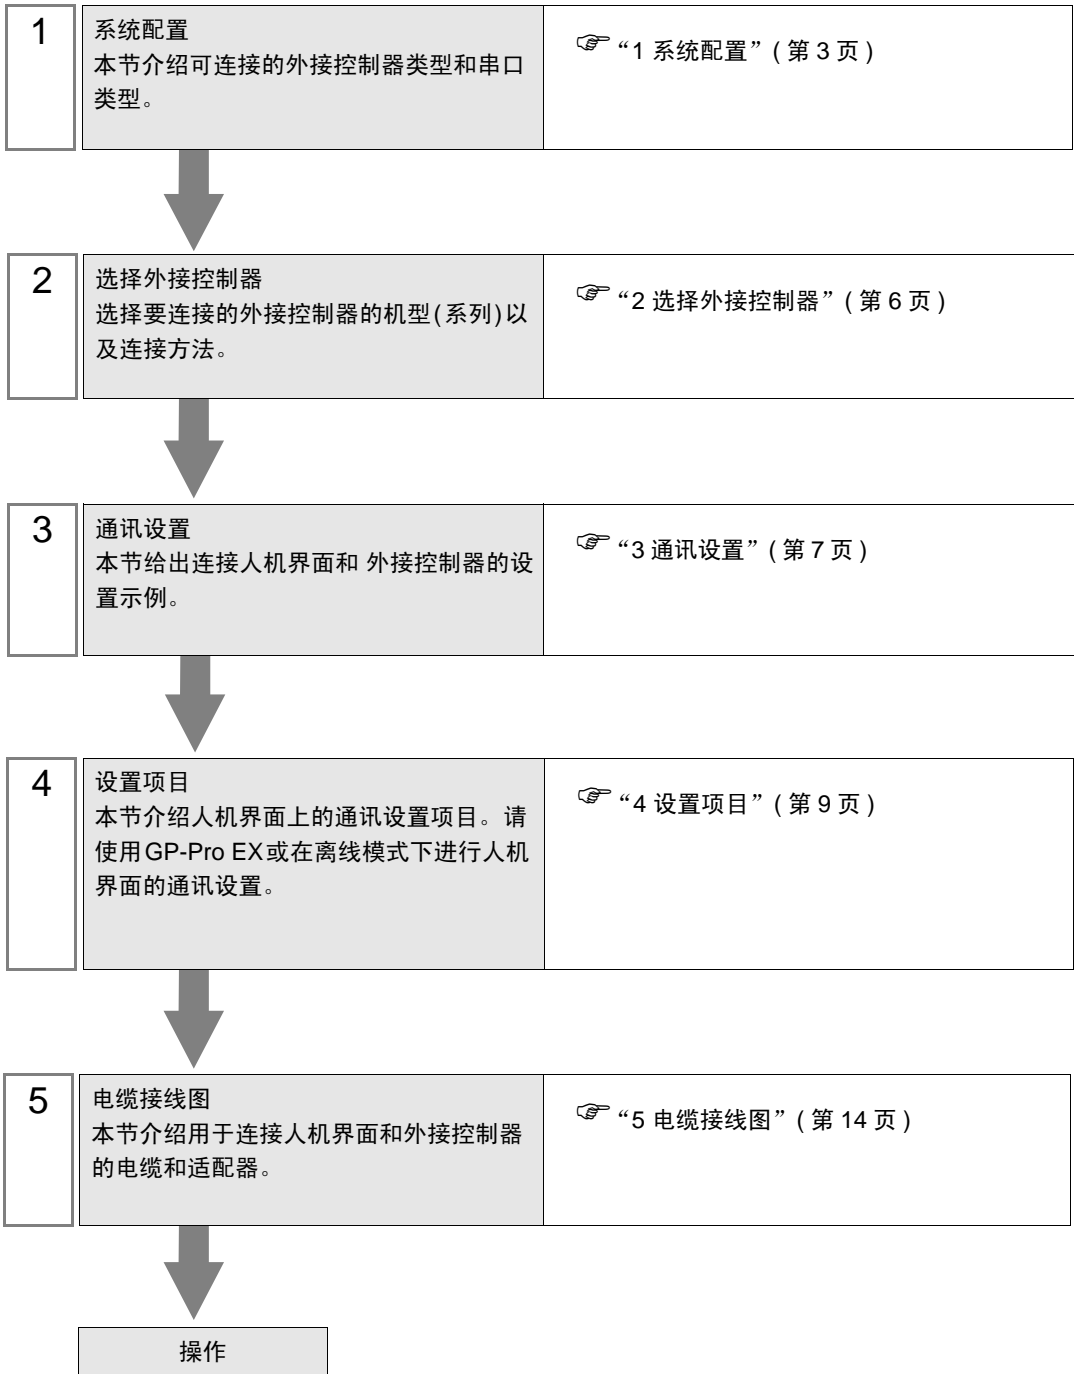 1
系统配置
本节介绍可连接的外接控制器类型和串口
类型。
“1 系统配置” ( 第 3 页 )
2
选择外接控制器
选择要连接的外接控制器的机型(系列)以
及连接方法。
“2 选择外接控制器” ( 第 6 页 )
3
通讯设置
本节给出连接人机界面和 外接控制器的设
置示例。
“3 通讯设置” ( 第 7 页 )
4
设置项目
本节介绍人机界面上的通讯设置项目。请
使用GP-Pro EX或在离线模式下进行人机
界面的通讯设置。
“4 设置项目” ( 第 9 页 )
5
电缆接线图
本节介绍用于连接人机界面和外接控制器
的电缆和适配器。
“5 电缆接线图” ( 第 14 页 )
操作